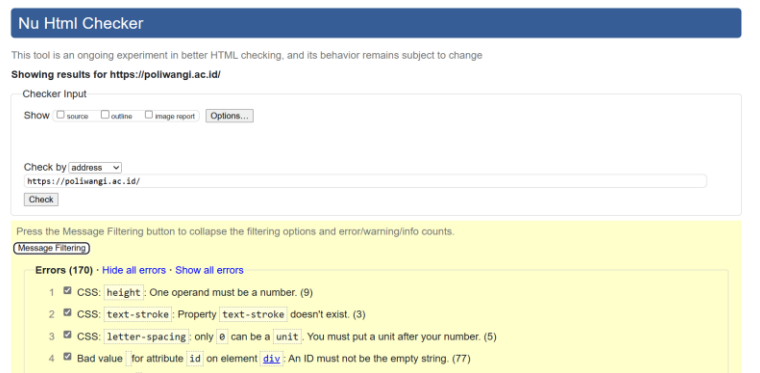 Nu Html Checker
This tool is an ongoing experiment in better HTML checking, and its behavior remains subject to change
Showing results for https://poliwangi.ac.id/
Checker Input
Show source outline image report Options...
Check by address
https://poliwangi.ac.id/
Check
Press the Message Filtering button to collapse the filtering options and error/warning/info counts.
Message Filtering
Errors (170) · Hide all errors · Show all errors
1 CSS: height: One operand must be a number. (9)
2 CSS: text-stroke: Property text-stroke doesn't exist. (3)
3 CSS: letter-spacing: only 0 can be a unit. You must put a unit after your number. (5)
4 Bad value for attribute id on element div: An ID must not be the empty string. (77)